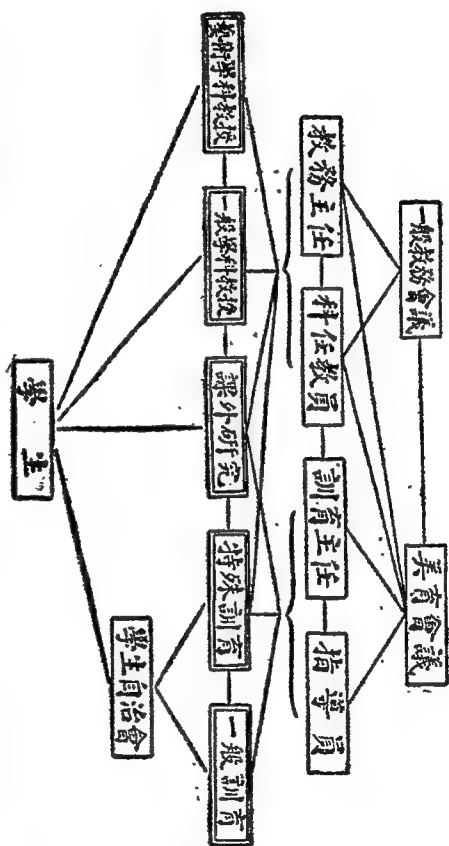 一般教務會議
美育會議
教務主任
科任教員
訓育主任
指導員
藝術學科教授
一般學科教授
課外研究
特殊訓育
一般訓育
學生自治會
學生